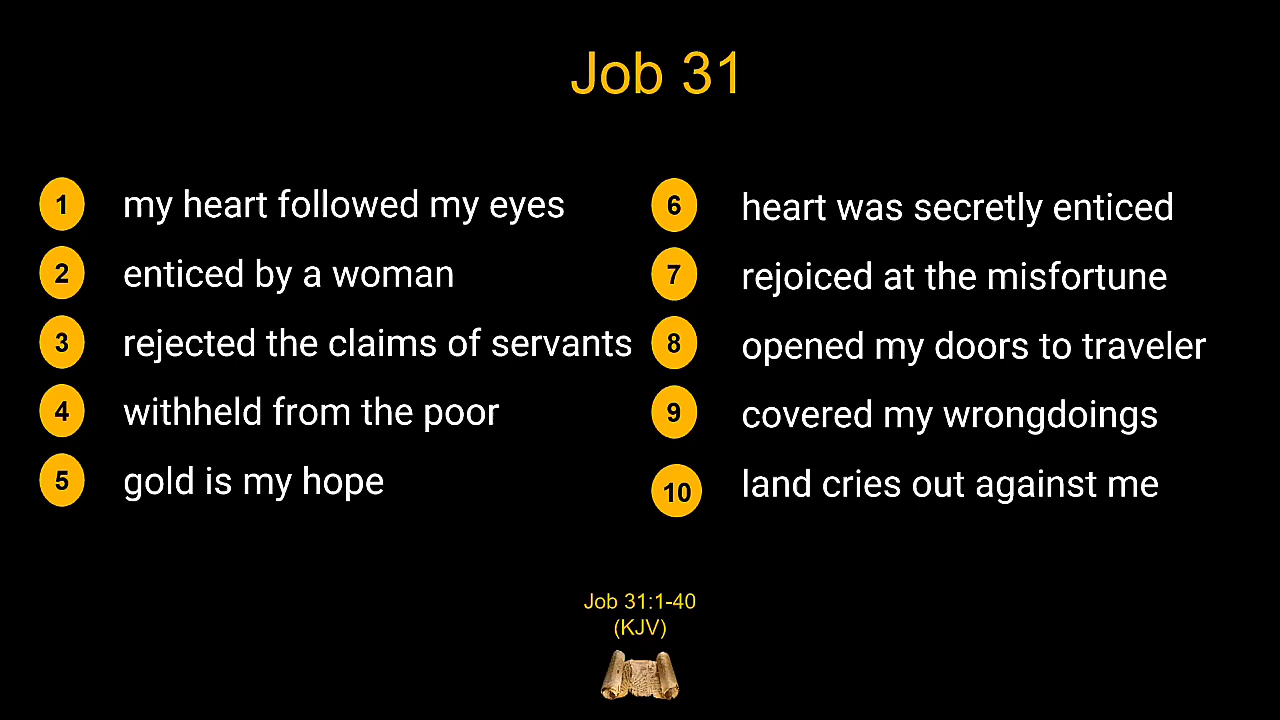 Job 31
1 my heart followed my eyes
2 enticed by a woman
3 rejected the claims of servants
4 withheld from the poor
5 gold is my hope
6 heart was secretly enticed
7 rejoiced at the misfortune
8 opened my doors to traveler
9 covered my wrongdoings
10 land cries out against me
Job 31:1-40
(KJV)